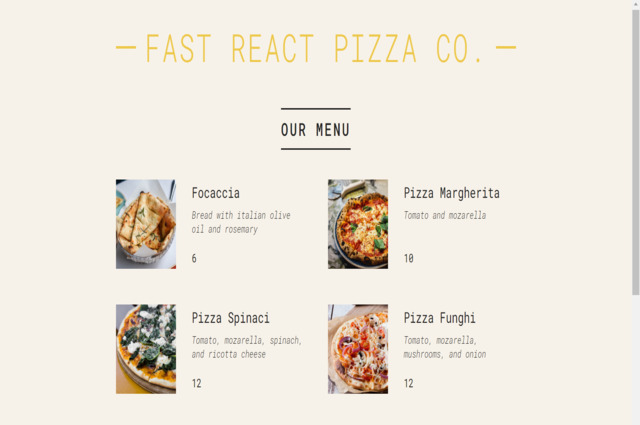 — FAST REACT PIZZA CO. —
OUR MENU
Focaccia
Bread with italian olive
oil and rosemary
6
Pizza Margherita
Tomato and mozarella
10
Pizza Spinaci
Tomato, mozarella, spinach,
and ricotta cheese
12
Pizza Funghi
Tomato, mozarella,
mushrooms, and onion
12